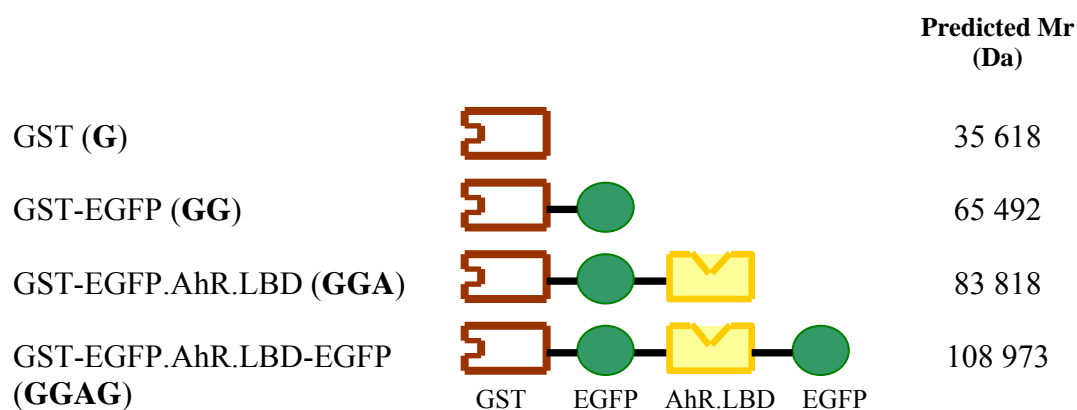 Predicted Mr
(Da)
GST (G) 35 618
GST-EGFP (GG) 65 492
GST-EGFP.AhR.LBD (GGA) 83 818
GST-EGFP.AhR.LBD-EGFP 108 973
(GGAG)
GST EGFP AhR.LBD EGFP